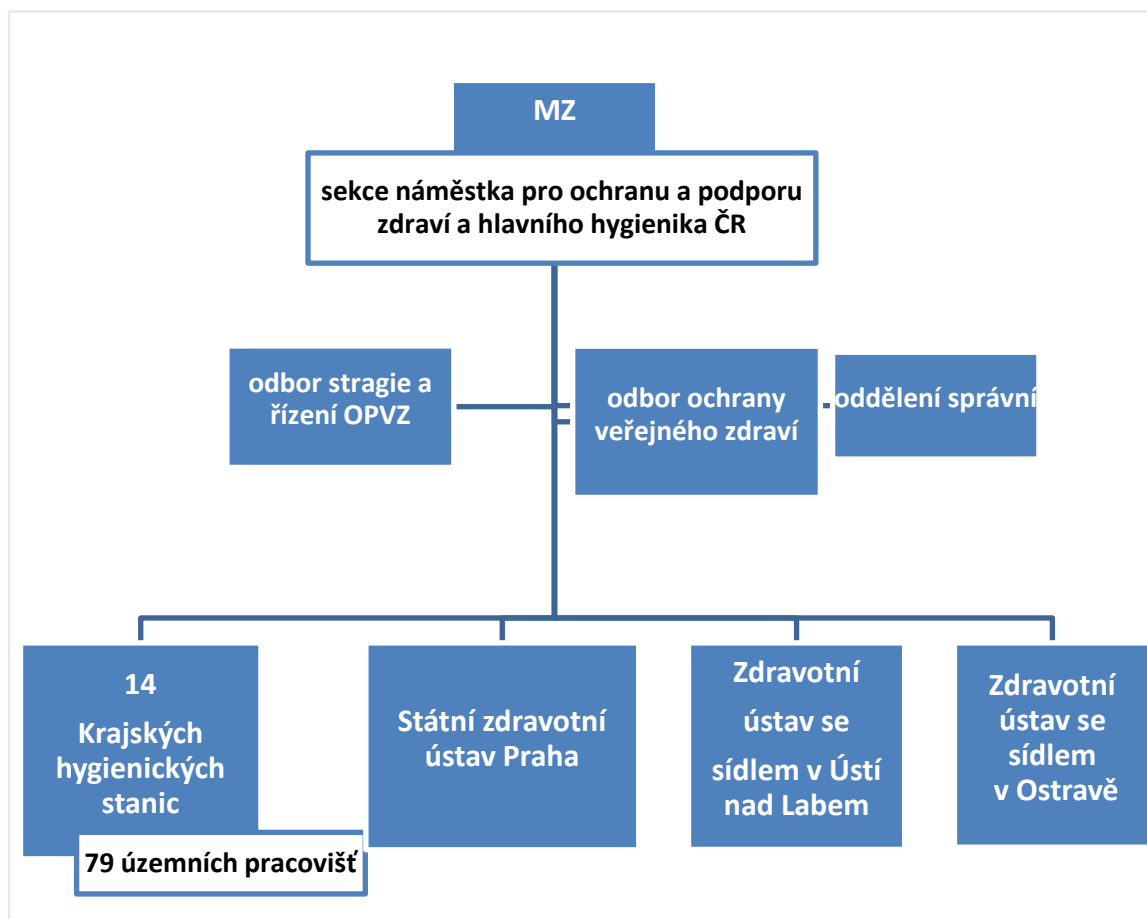 MZ
sekce náměstka pro ochranu a podporu
zdraví a hlavního hygienika ČR
odbor stragie a
řízení OPVZ
odbor ochrany
veřejného zdraví
oddělení správní
14
Krajských
hygienických
stanic
79 územních pracovišť
Státní zdravotní
ústav Praha
Zdravotní
ústav se
sídlem v Ústí
nad Labem
Zdravotní
ústav se
sídlem
v Ostravě